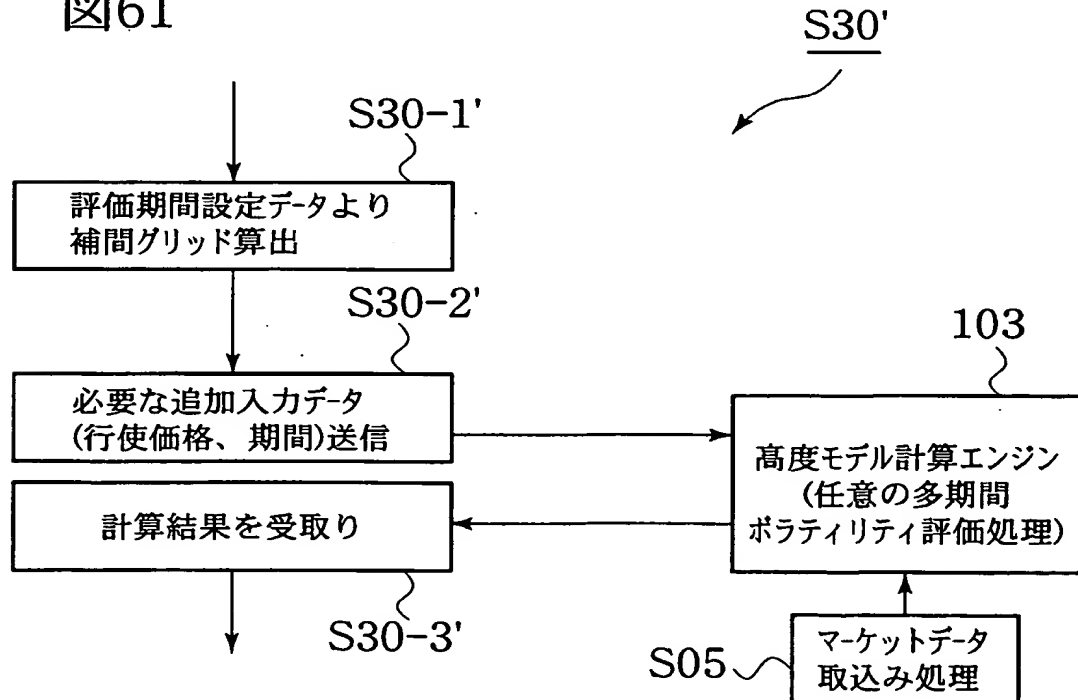 図61
S30'
S30-1'
評価期間設定データより
補間グリッド算出
S30-2'
必要な追加入力データ
(行使価格、期間)送信
103
高度モデル計算エンジン
(任意の多期間
ボラティリティ評価処理)
計算結果を受取り
S30-3'
S05
マーケットデータ
取込み処理